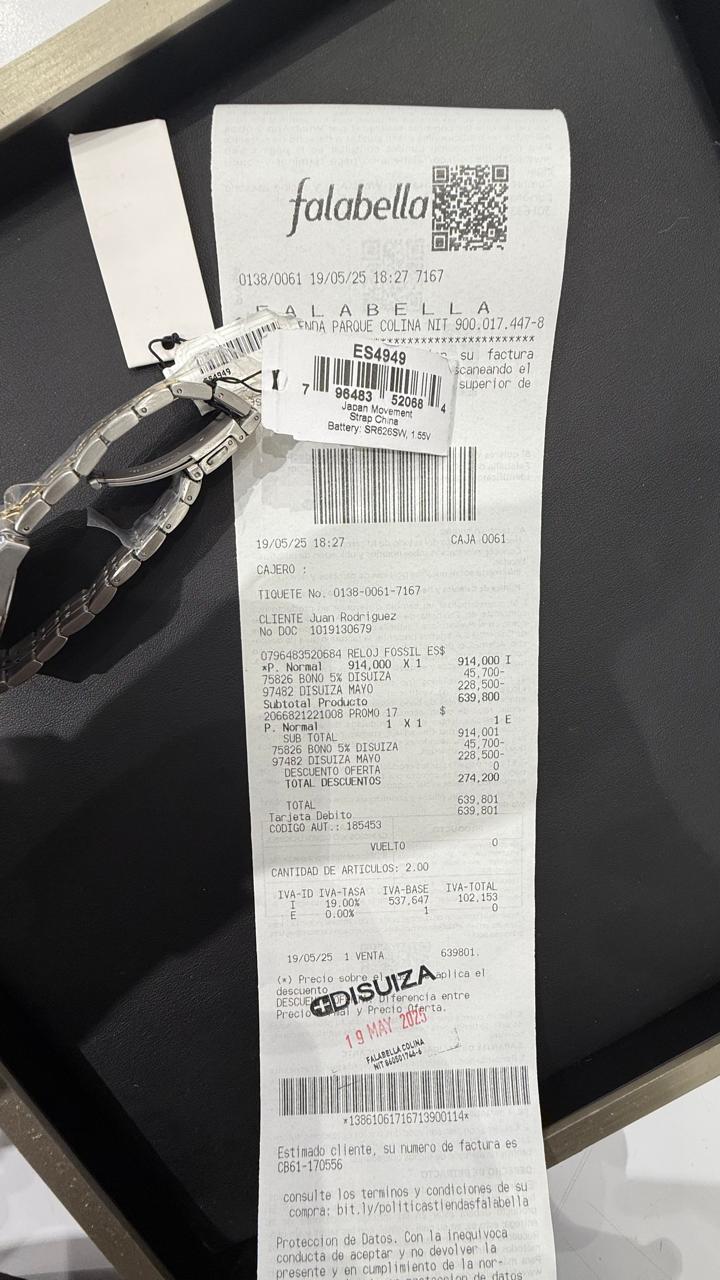 falabella
0138/0061 19/05/25 18:27 7167
FALABELLA
ENDA PARQUE COLINA NIT 900.017.447-8
************************
su factura
scaneando el
superior de
ES4949
ES4949
7 96483 52068 4
Japan Movement
Strap China
Battery: SR626SW, 1.55V
19/05/25 18:27 CAJA 0061
CAJERO :
TIQUETE No. 0138-0061-7167
CLIENTE Juan Rodriguez
No DOC 1019130679
0796483520684 RELOJ FOSSIL ES$
*P. Normal 914,000 X 1 914,000 I
75826 BONO 5% DISUIZA 45,700-
97482 DISUIZA MAYO 228,500-
Subtotal Producto 639,800
2066821221008 PROMO 17 $
P. Normal 1 X 1 1 E
SUB TOTAL 914,001
75826 BONO 5% DISUIZA 45,700-
97482 DISUIZA MAYO 228,500-
DESCUENTO OFERTA 0
TOTAL DESCUENTOS 274,200
TOTAL 639,801
Tarjeta Debito 639,801
CODIGO AUT.: 185453
VUELTO 0
CANTIDAD DE ARTICULOS: 2.00
IVA-ID IVA-TASA IVA-BASE IVA-TOTAL
I 19.00% 537,647 102,153
E 0.00% 1 0
19/05/25 1 VENTA 639801.
(*) Precio sobre el aplica el
descuento
Diferencia entre
Precio y Precio Oferta.
DISUIZA
19 MAY 2025
FALABELLA COLINA
*13861061716713900114*
Estimado cliente, su numero de factura es
CB61-170556
consulte los terminos y condiciones de su
compra: bit.ly/politicastiendasfalabella
Proteccion de Datos. Con la inequivoca
conducta de aceptar y no devolver la
presente y en cumplimiento de la nor-
proteccion de datos